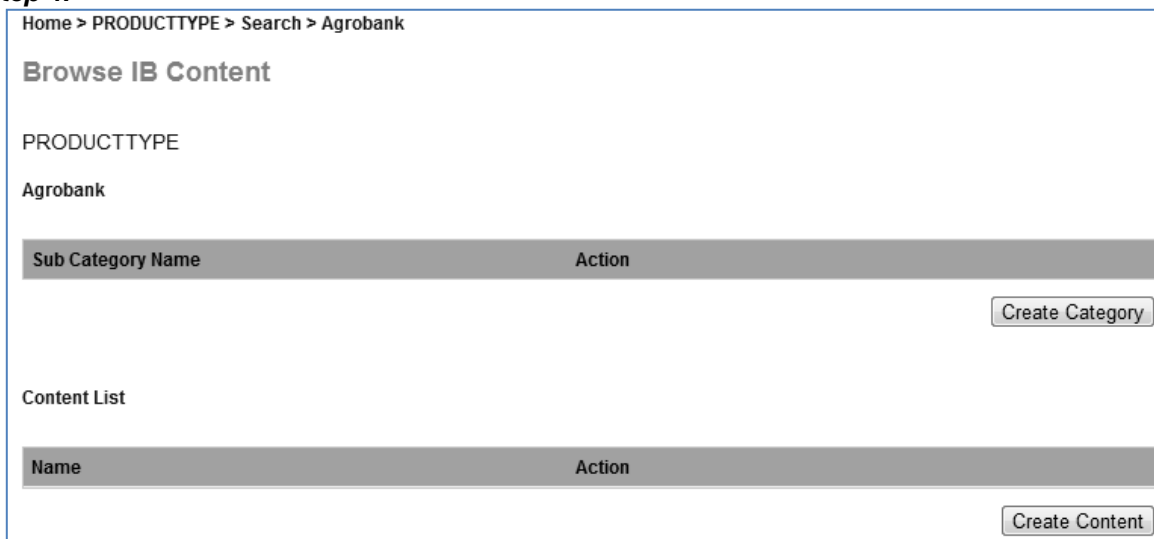 Home > PRODUCTTYPE > Search > Agrobank
Browse IB Content
PRODUCTTYPE
Agrobank
Sub Category Name Action
Create Category
Content List
Name Action
Create Content